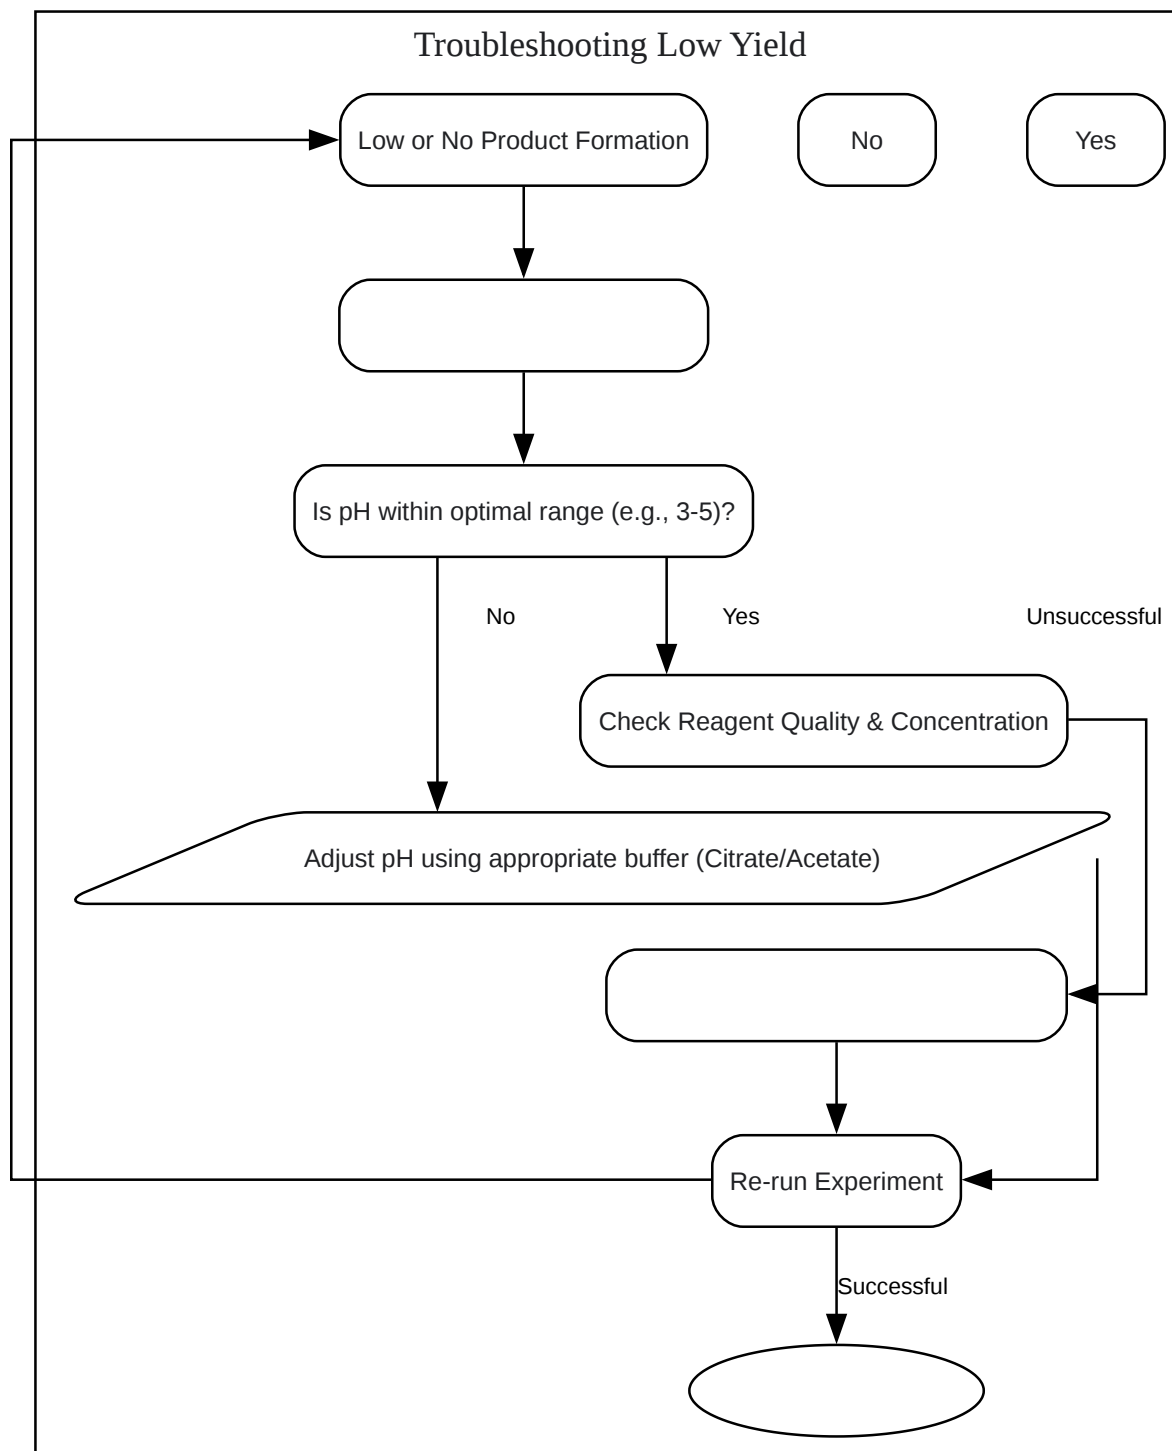 Troubleshooting Low Yield
Low or No Product Formation
No
Yes
Is pH within optimal range (e.g., 3-5)?
No
Yes
Unsuccessful
Check Reagent Quality & Concentration
Adjust pH using appropriate buffer (Citrate/Acetate)
Re-run Experiment
Successful